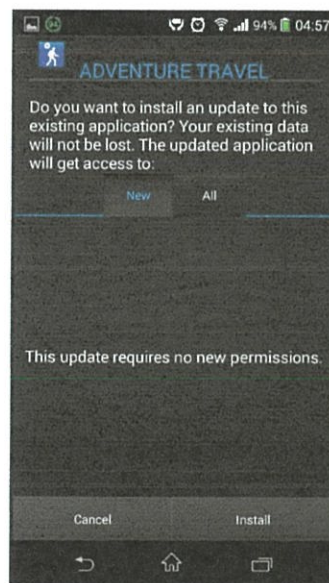 94% 04:57
ADVENTURE TRAVEL
Do you want to install an update to this
existing application? Your existing data
will not be lost. The updated application
will get access to:
New All
This update requires no new permissions.
Cancel Install